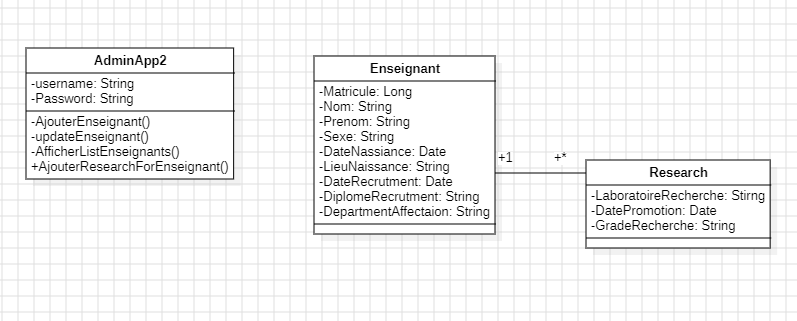 AdminApp2
-username: String
-Password: String
-AjouterEnseignant()
-updateEnseignant()
-AfficherListEnseignants()
+AjouterResearchForEnseignant()
Enseignant
-Matricule: Long
-Nom: String
-Prenom: String
-Sexe: String
-DateNassiance: Date
-LieuNaissance: String
-DateRecrutment: Date
-DiplomeRecrutment: String
-DepartmentAffectaion: String
+1
+*
Research
-LaboratoireRecherche: Stirng
-DatePromotion: Date
-GradeRecherche: String